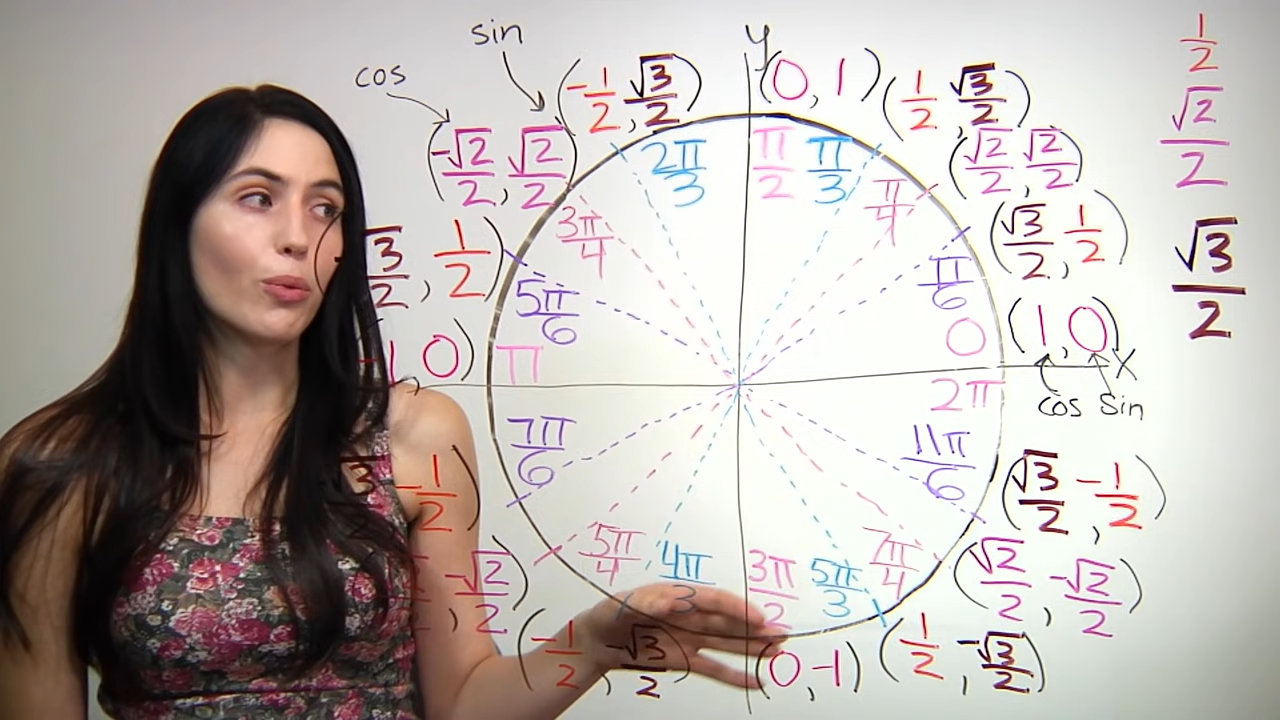 sin
cos
y
(-1/2, √3/2)
(0, 1)
(1/2, √3/2)
(-√2/2, √2/2)
(√2/2, √2/2)
√3/2, 1/2)
(√3/2, 1/2)
-1, 0)
(1, 0)
x
cos sin
2π/3
π/2
π/3
3π/4
π/4
5π/6
π/6
π
0
2π
7π/6
11π/6
5π/4
4π/3
3π/2
5π/3
7π/4
3 -1/2)
(√3/2, -1/2)
-√2/2)
(√2/2, -√2/2)
(-1/2, -√3/2)
(0, -1)
(1/2, -√3/2)
1/2
√2/2
√3/2